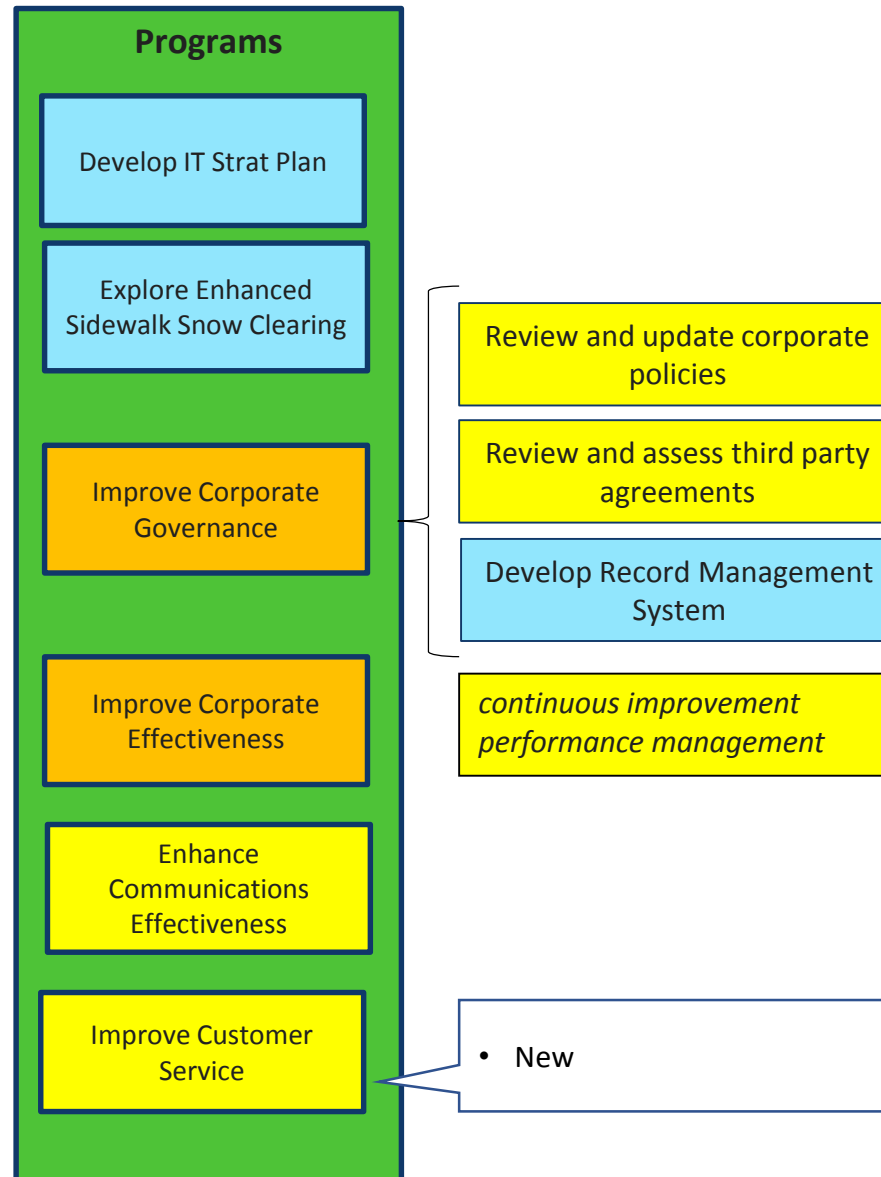 Programs
Develop IT Strat Plan
Explore Enhanced
Sidewalk Snow Clearing
Improve Corporate
Governance
Review and update corporate
policies
Review and assess third party
agreements
Develop Record Management
System
Improve Corporate
Effectiveness
continuous improvement
performance management
Enhance
Communications
Effectiveness
Improve Customer
Service
• New